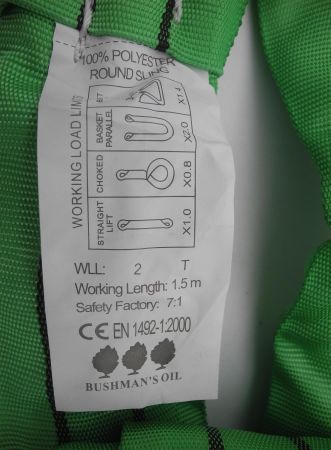 100% POLYESTER
ROUND SLING
WORKING LOAD LIMIT
X1.4
BASKET PARALLEL
X2.0
CHOKED
X0.8
STRAIGHT LIFT
X1.0
WLL: 2 T
Working Length: 1.5 m
Safety Factory: 7:1
CE EN 1492-1:2000
BUSHMAN'S OIL